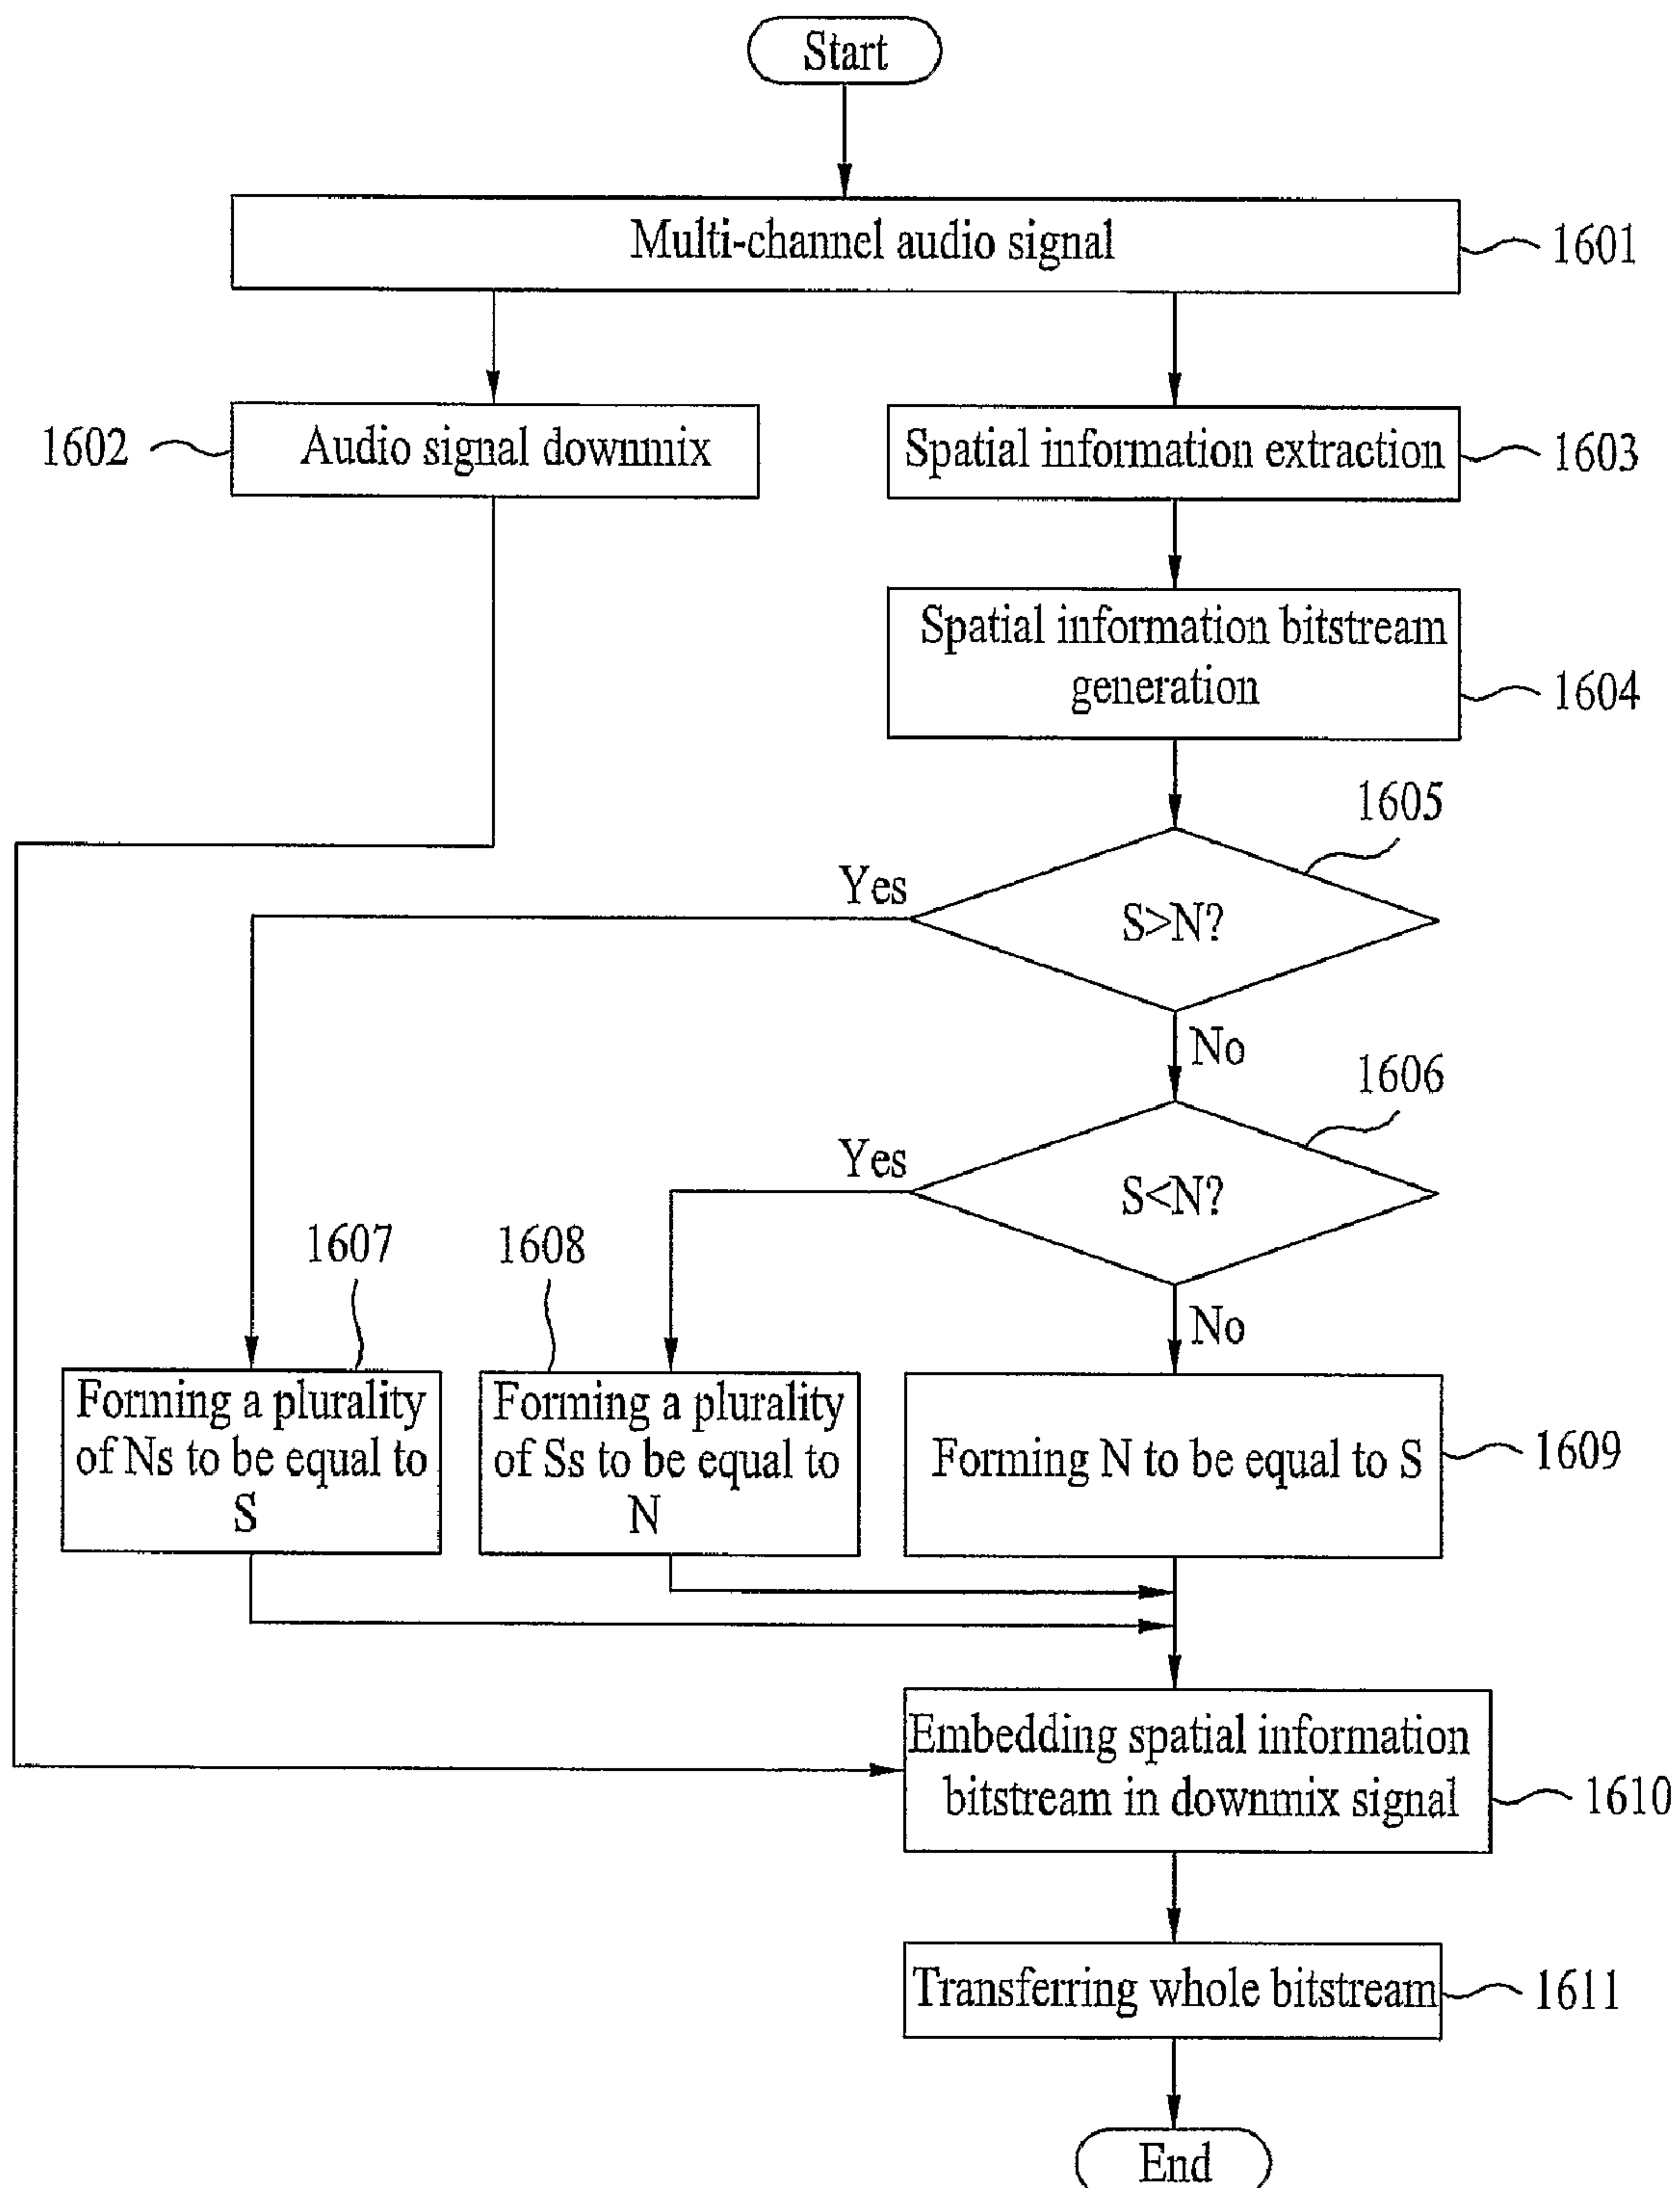 Start
Multi-channel audio signal
1601
1602
Audio signal downmix
Spatial information extraction
1603
Spatial information bitstream
generation
1604
1605
Yes
S>N?
No
1606
Yes
S<N?
No
1607
1608
Forming a plurality
of Ns to be equal to
S
Forming a plurality
of Ss to be equal to
N
Forming N to be equal to S
1609
Embedding spatial information
bitstream in downmix signal
1610
Transferring whole bitstream
1611
End